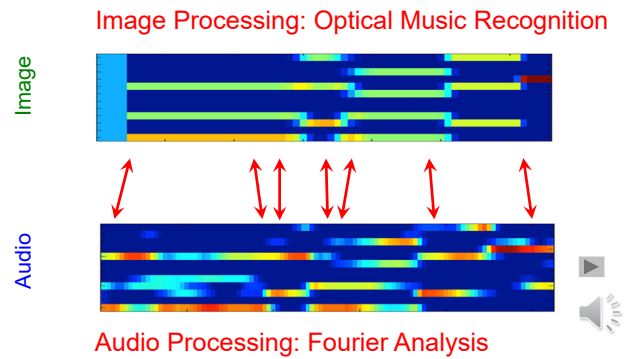 Image Processing: Optical Music Recognition
Image
Audio
Audio Processing: Fourier Analysis